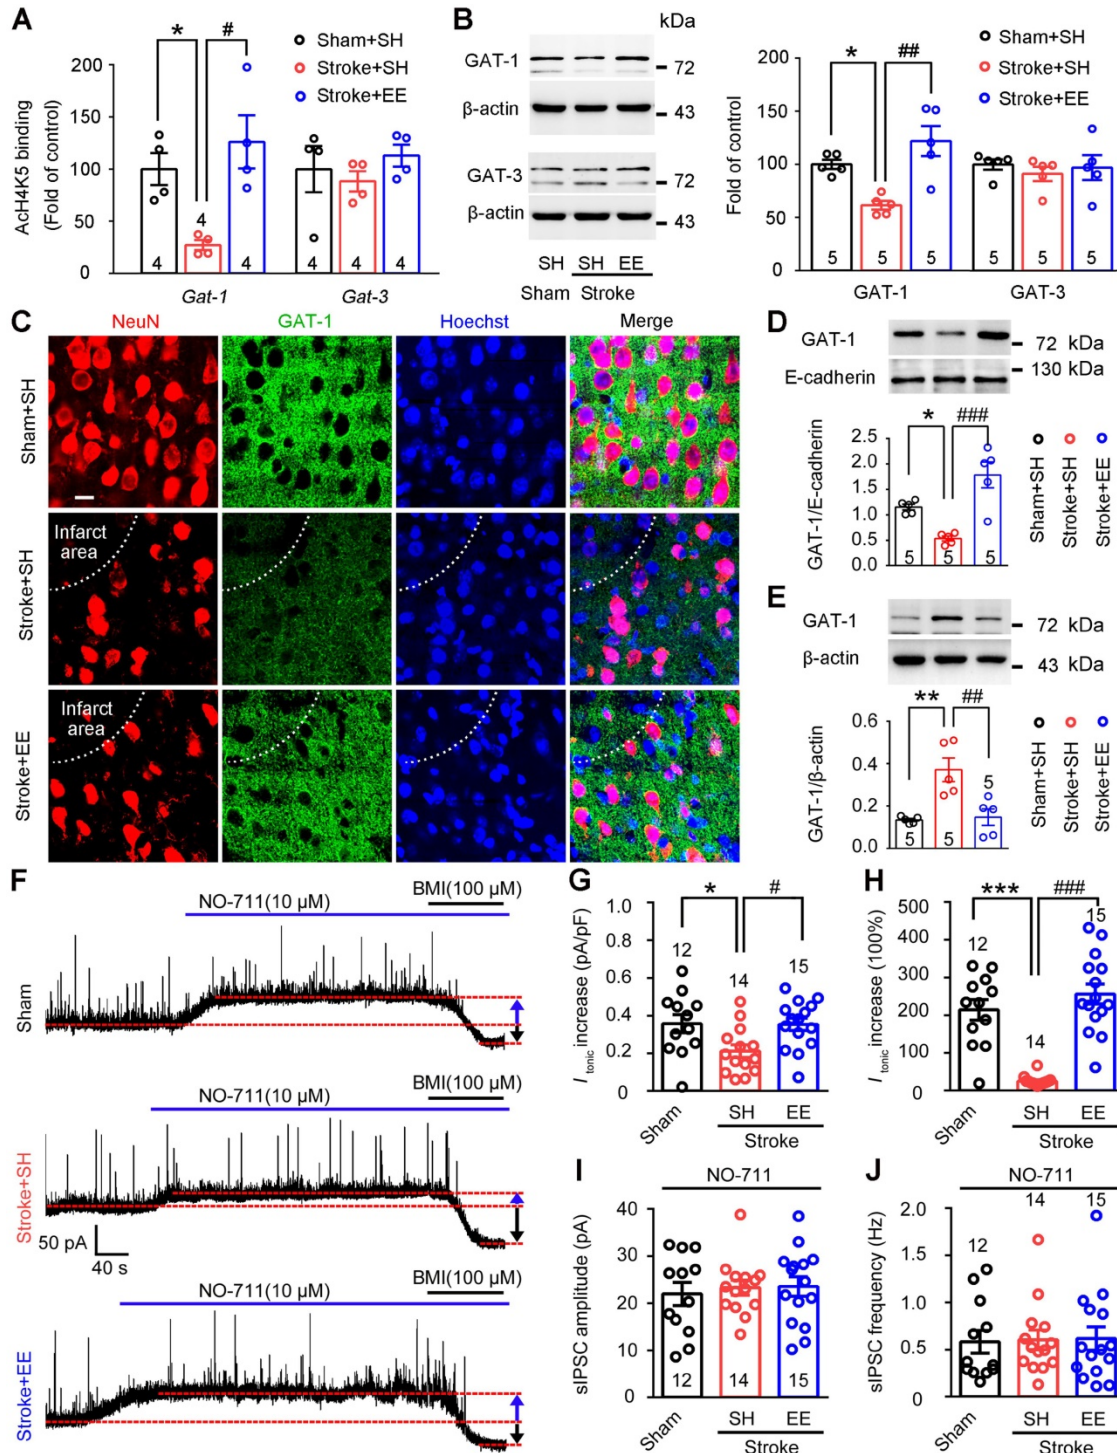 A
* #
Sham+SH
Stroke+SH
Stroke+EE
AcH4K5 binding
(Fold of control)
200
150
100
50
0
4 4 4 4 4 4
Gat-1 Gat-3
B
kDa
GAT-1
72
β-actin
43
GAT-3
72
β-actin
43
SH SH EE
Sham Stroke
* ##
Sham+SH
Stroke+SH
Stroke+EE
Fold of control
200
150
100
50
0
5 5 5 5 5 5
GAT-1 GAT-3
C
NeuN GAT-1 Hoechst Merge
Sham+SH
Stroke+SH
Infarct
area
Stroke+EE
Infarct
area
D
GAT-1
72 kDa
130 kDa
E-cadherin
* ###
GAT-1/E-cadherin
2.5
2.0
1.5
1.0
0.5
0.0
5 5 5
Sham+SH
Stroke+SH
Stroke+EE
E
GAT-1
72 kDa
β-actin
43 kDa
** ##
GAT-1/β-actin
0.6
0.4
0.2
0.0
5 5 5
Sham+SH
Stroke+SH
Stroke+EE
F
NO-711(10 μM)
BMI(100 μM)
Sham
NO-711(10 μM)
BMI(100 μM)
Stroke+SH
50 pA
40 s
NO-711(10 μM)
BMI(100 μM)
Stroke+EE
G
* #
I tonic increase (pA/pF)
1.0
0.8
0.6
0.4
0.2
0
12 14 15
Sham SH EE
Stroke
H
*** ###
I tonic increase (100%)
500
400
300
200
100
0
12 14 15
Sham SH EE
Stroke
I
NO-711
sIPSC amplitude (pA)
40
30
20
10
0
12 14 15
Sham SH EE
Stroke
J
NO-711
sIPSC frequency (Hz)
2.0
1.5
1.0
0.5
0
12 14 15
Sham SH EE
Stroke